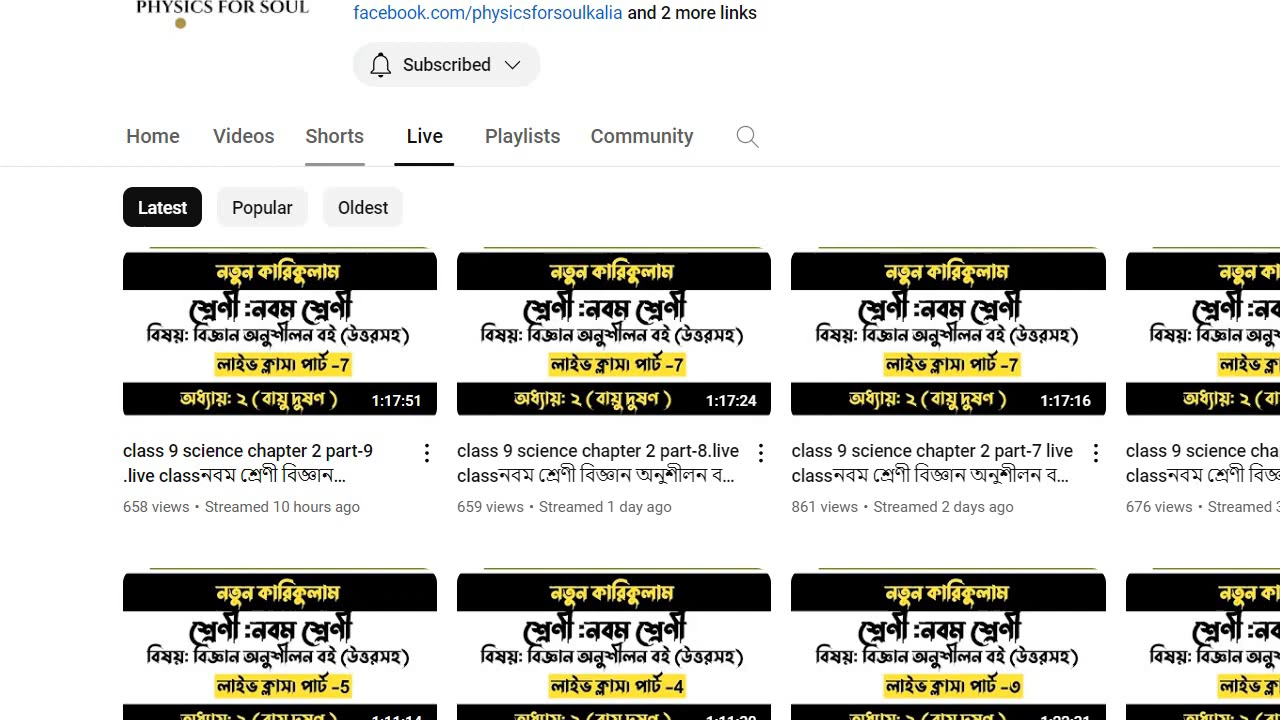 PHYSICS FOR SOUL
facebook.com/physicsforsoulkalia and 2 more links
Subscribed
Home Videos Shorts Live Playlists Community
Latest Popular Oldest
নতুন কারিকুলাম
শ্রেণী :নবম শ্রেণী
বিষয়: বিজ্ঞান অনুশীলন বই (উত্তরসহ)
লাইভ ক্লাস। পার্ট -7
অধ্যায়: ২ ( বায়ু দুষণ )
1:17:51
class 9 science chapter 2 part-9
.live classনবম শ্রেণী বিজ্ঞান...
658 views • Streamed 10 hours ago
নতুন কারিকুলাম
শ্রেণী :নবম শ্রেণী
বিষয়: বিজ্ঞান অনুশীলন বই (উত্তরসহ)
লাইভ ক্লাস। পার্ট -7
অধ্যায়: ২ ( বায়ু দুষণ )
1:17:24
class 9 science chapter 2 part-8.live
classনবম শ্রেণী বিজ্ঞান অনুশীলন ব...
659 views • Streamed 1 day ago
নতুন কারিকুলাম
শ্রেণী :নবম শ্রেণী
বিষয়: বিজ্ঞান অনুশীলন বই (উত্তরসহ)
লাইভ ক্লাস। পার্ট -7
অধ্যায়: ২ ( বায়ু দুষণ )
1:17:16
class 9 science chapter 2 part-7 live
classনবম শ্রেণী বিজ্ঞান অনুশীলন ব...
861 views • Streamed 2 days ago
নতুন কা
শ্রেণী :নব
বিষয়: বিজ্ঞান অনুশী
লাইভ ক্ল
অধ্যায়: ২ ( বা
class 9 science cha
classনবম শ্রেণী বিজ্ঞ
676 views • Streamed 3
নতুন কারিকুলাম
শ্রেণী :নবম শ্রেণী
বিষয়: বিজ্ঞান অনুশীলন বই (উত্তরসহ)
লাইভ ক্লাস। পার্ট -5
নতুন কারিকুলাম
শ্রেণী :নবম শ্রেণী
বিষয়: বিজ্ঞান অনুশীলন বই (উত্তরসহ)
লাইভ ক্লাস। পার্ট -4
নতুন কারিকুলাম
শ্রেণী :নবম শ্রেণী
বিষয়: বিজ্ঞান অনুশীলন বই (উত্তরসহ)
লাইভ ক্লাস। পার্ট -৩
নতুন কা
শ্রেণী :নব
বিষয়: বিজ্ঞান অনুশী
লাইভ ক্ল